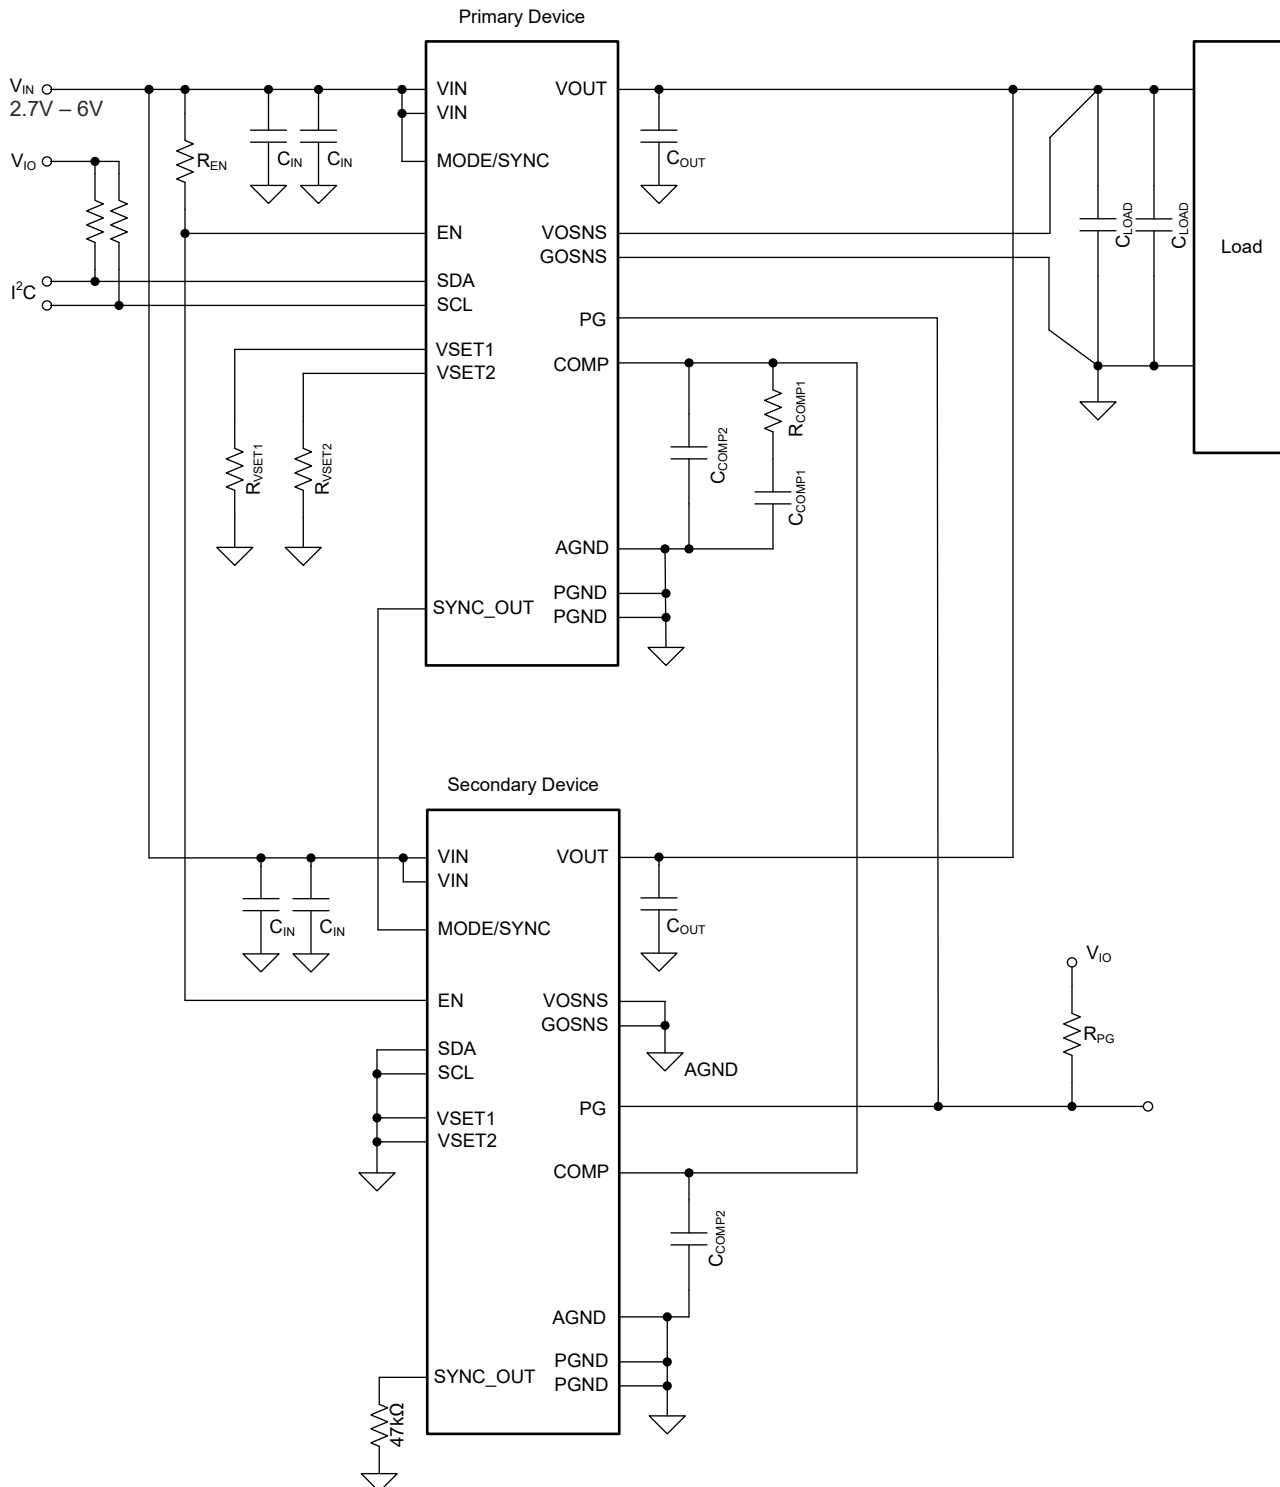 Primary Device
VIN
2.7V – 6V
VIO
REN
CIN
CIN
I2C
VIN
VIN
MODE/SYNC
EN
SDA
SCL
VSET1
VSET2
SYNC_OUT
VOUT
VOSNS
GOSNS
PG
COMP
AGND
PGND
PGND
RVSET1
RVSET2
COUT
CCOMP2
RCOMP1
CCOMP1
CLOAD
CLOAD
Load
Secondary Device
CIN
CIN
VIN
VIN
MODE/SYNC
EN
SDA
SCL
VSET1
VSET2
SYNC_OUT
47kΩ
VOUT
VOSNS
GOSNS
PG
COMP
AGND
PGND
PGND
COUT
AGND
CCOMP2
VIO
RPG